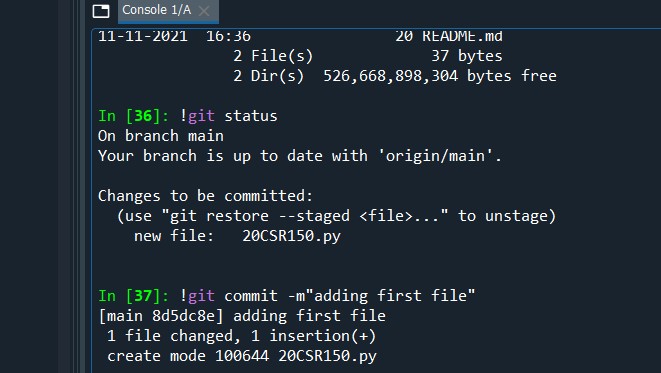 Console 1/A
11-11-2021  16:36                20 README.md
2 File(s)             37 bytes
2 Dir(s)  526,668,898,304 bytes free
In [36]: !git status
On branch main
Your branch is up to date with 'origin/main'.
Changes to be committed:
(use "git restore --staged <file>..." to unstage)
new file:   20CSR150.py
In [37]: !git commit -m"adding first file"
[main 8d5dc8e] adding first file
1 file changed, 1 insertion(+)
create mode 100644 20CSR150.py